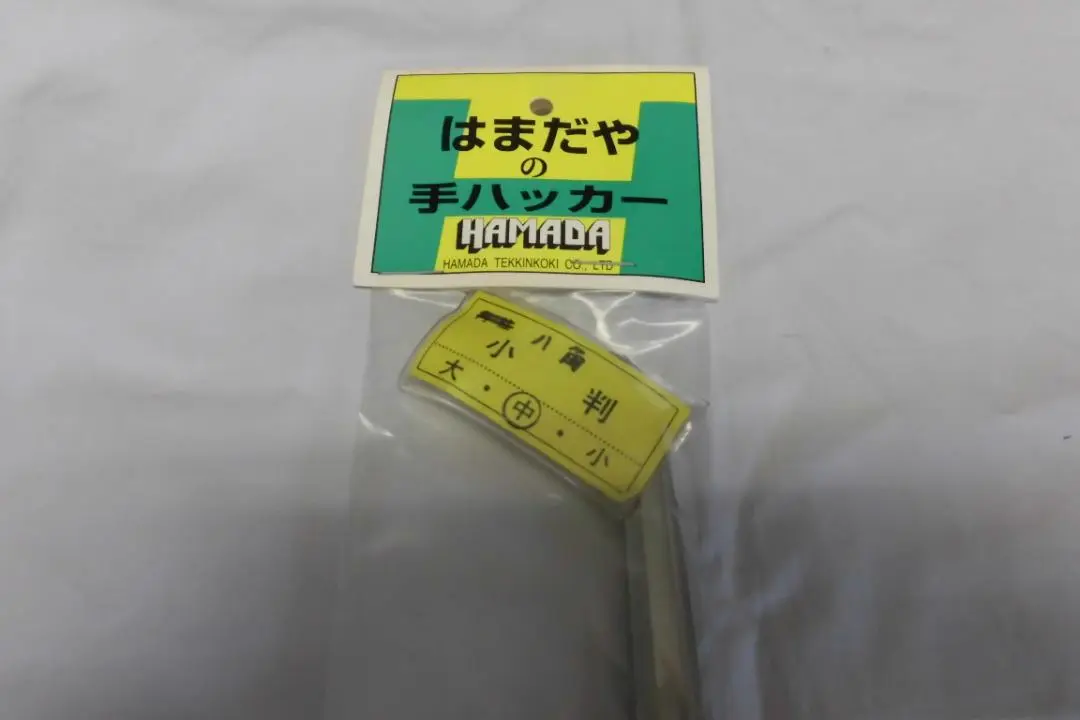 はまだや
の
手ハッカー
HAMADA
HAMADA TEKKINKOKI CO., LTD
八角
小判
大・中・小